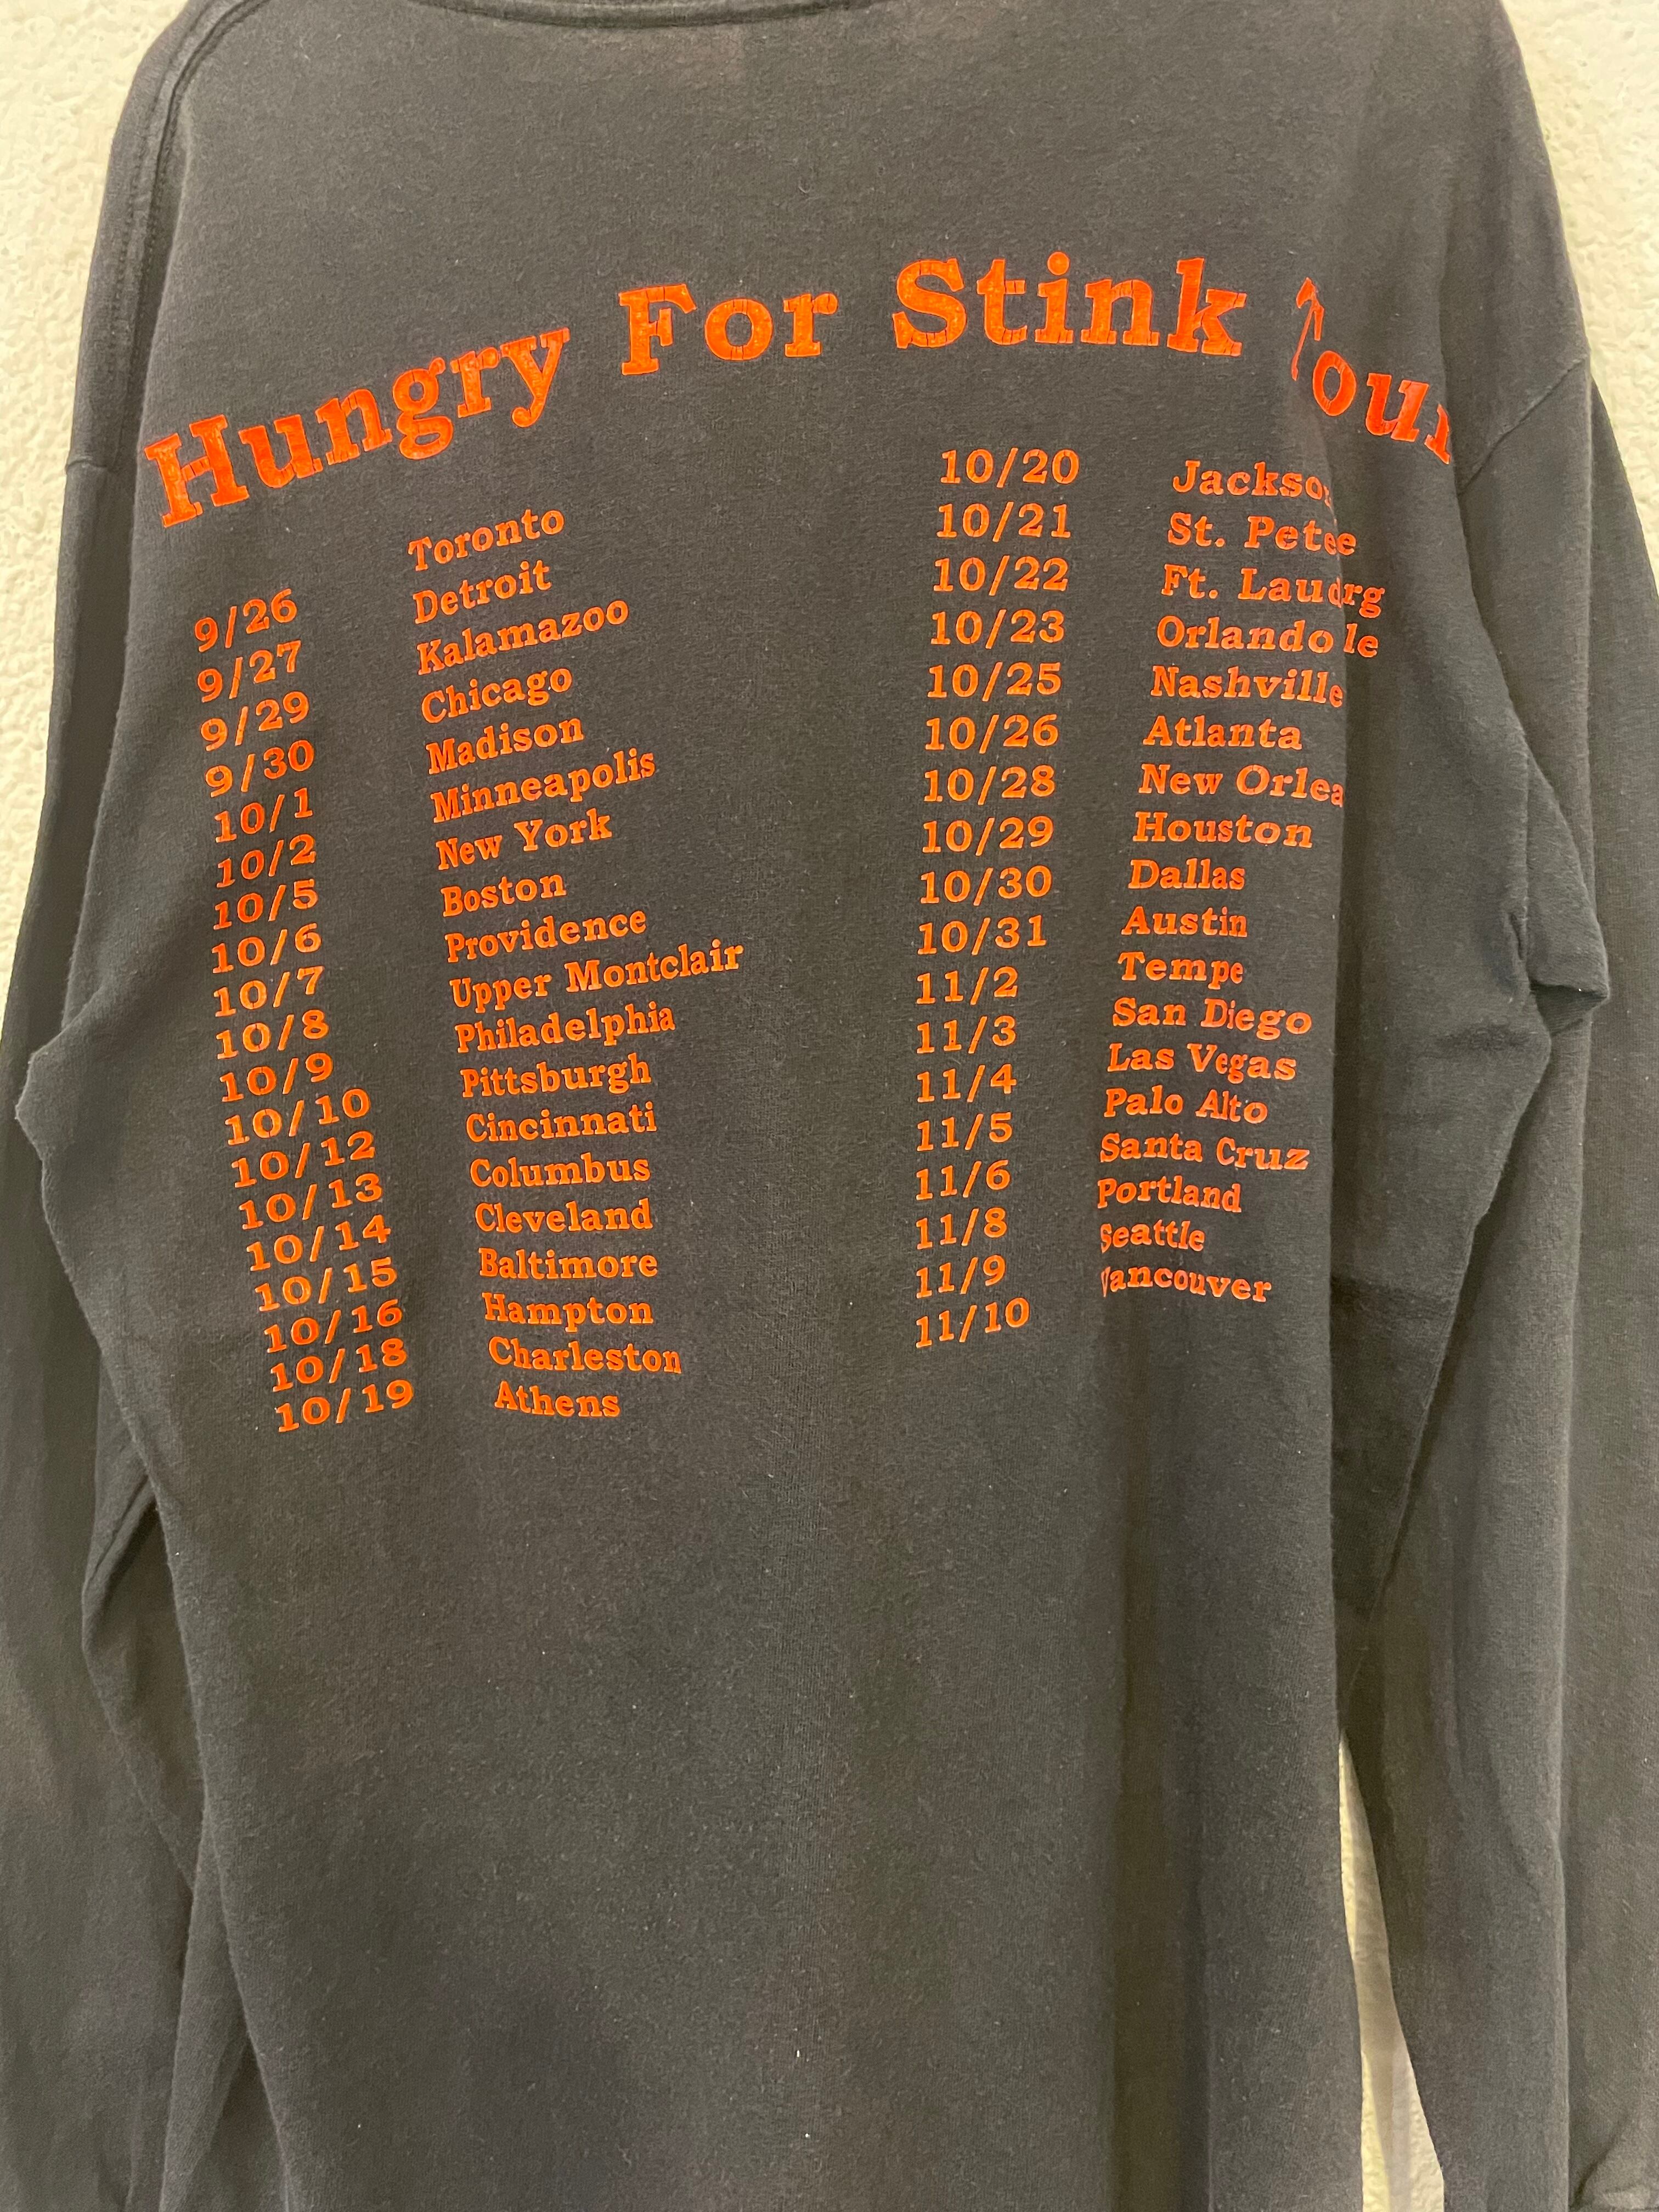 Hungry For Stink Tour
9/26 Toronto
9/27 Detroit
9/29 Kalamazoo
9/30 Chicago
10/1 Madison
10/2 Minneapolis
10/5 New York
10/6 Boston
10/7 Providence
10/8 Upper Montclair
10/9 Philadelphia
10/10 Pittsburgh
10/12 Cincinnati
10/13 Columbus
10/14 Cleveland
10/15 Baltimore
10/16 Hampton
10/18 Charleston
10/19 Athens
10/20
10/21 St.
10/22 Ft.
10/23 Orlando
10/25 Nashville
10/26 Atlanta
10/28 New
10/29 Houston
10/30 Dallas
10/31 Austin
11/2 Tempe
11/3 San Diego
11/4 Las Vegas
11/5 Palo Alto
11/6 Santa Cruz
11/8 Portland
11/9 Seattle
11/10 Vancouver